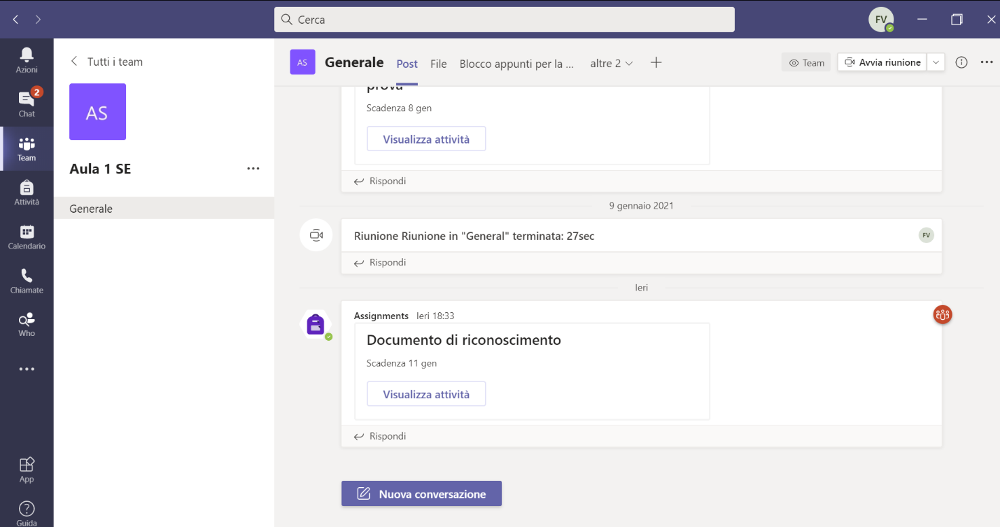 Cerca
FV
Azioni
2
Chat
Team
Attività
Calendario
Chiamate
Who
App
Guida
Tutti i team
AS
Aula 1 SE
Generale
AS
Generale
Post
File
Blocco appunti per la ...
altre 2
Team
Avvia riunione
prova
Scadenza 8 gen
Visualizza attività
Rispondi
9 gennaio 2021
Riunione Riunione in "General" terminata: 27sec
FV
Rispondi
Ieri
Assignments Ieri 18:33
Documento di riconoscimento
Scadenza 11 gen
Visualizza attività
Rispondi
Nuova conversazione